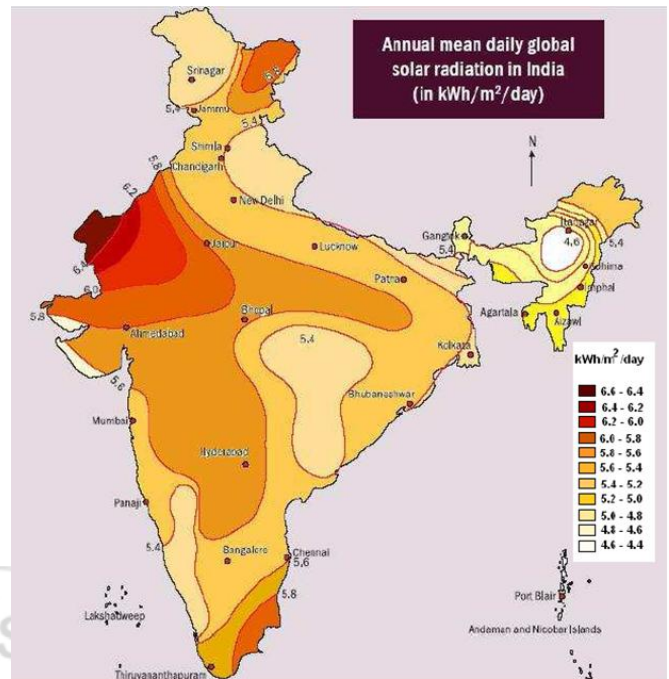 Annual mean daily global
solar radiation in India
(in kWh/m²/day)
N
Srinagar
5.8
5.4
Jammu
5.4
Shimla
Chandigarh
5.8
6.2
New Delhi
Itanagar
4.6
Gangtok
5.4
5.4
6.4
Jaipur
Lucknow
Patna
Imphal
6.0
Agartala
Aizawl
5.8
Ahmedabad
Bhopal
5.4
Kolkata
kWh/m²/day
6.6 - 6.4
6.4 - 6.2
6.2 - 6.0
6.0 - 5.8
5.8 - 5.6
5.6 - 5.4
5.4 - 5.2
5.2 - 5.0
5.0 - 4.8
4.8 - 4.6
4.6 - 4.4
5.6
Bhubaneshwar
Mumbai
Hyderabad
Panaji
5.4
Bangalore
Chennai
5.6
5.8
Port Blair
Lakshadweep
Andaman and Nicobar Islands
Thiruvananthapuram